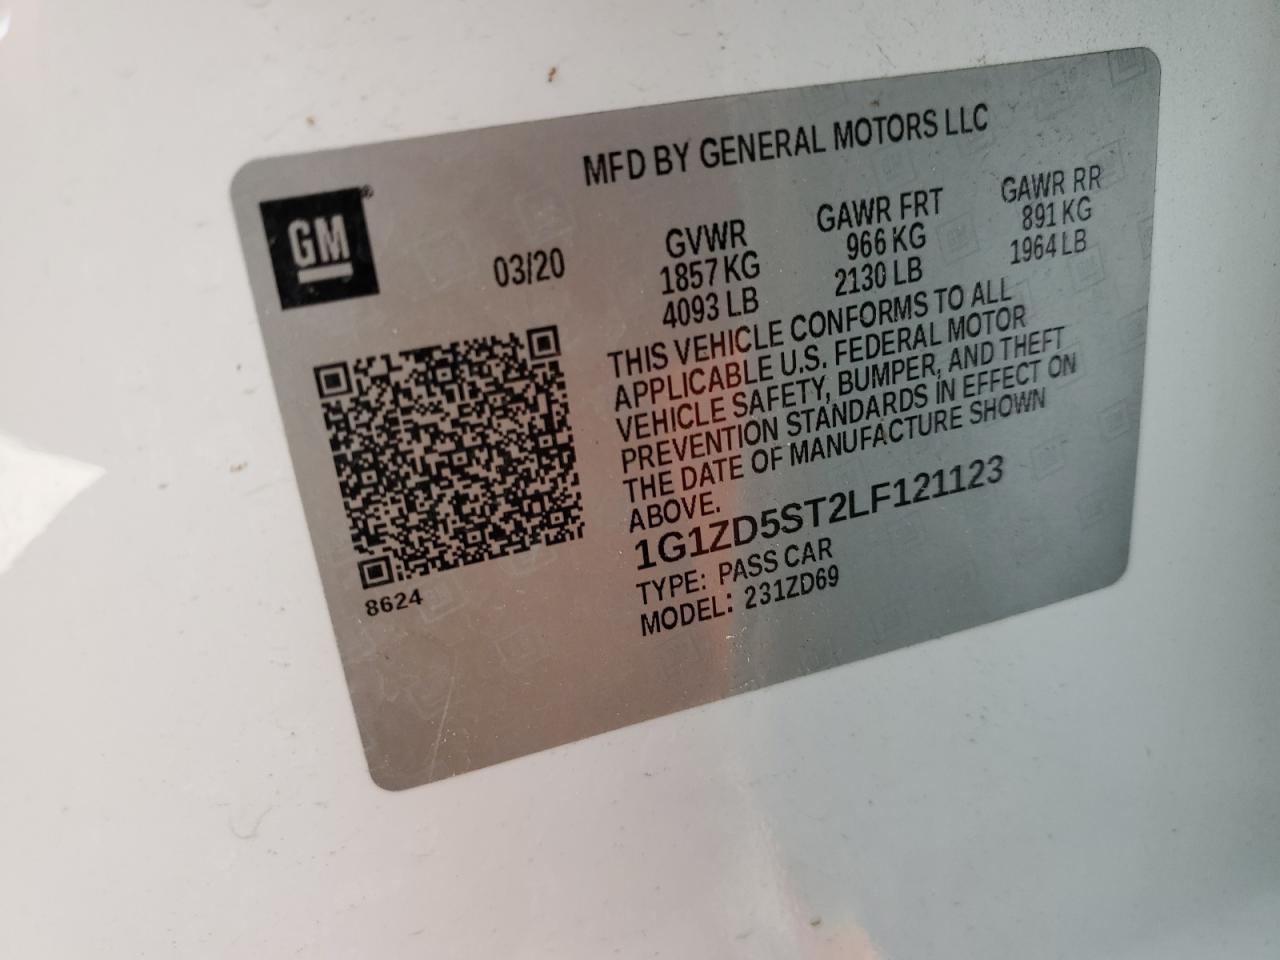 MFD BY GENERAL MOTORS LLC
GM®
03/20
GVWR GAWR FRT GAWR RR
1857 KG 966 KG 891 KG
4093 LB 2130 LB 1964 LB
THIS VEHICLE CONFORMS TO ALL
APPLICABLE U.S. FEDERAL MOTOR
VEHICLE SAFETY, BUMPER, AND THEFT
PREVENTION STANDARDS IN EFFECT ON
THE DATE OF MANUFACTURE SHOWN
ABOVE.
1G1ZD5ST2LF121123
TYPE: PASS CAR
MODEL: 231ZD69
8624